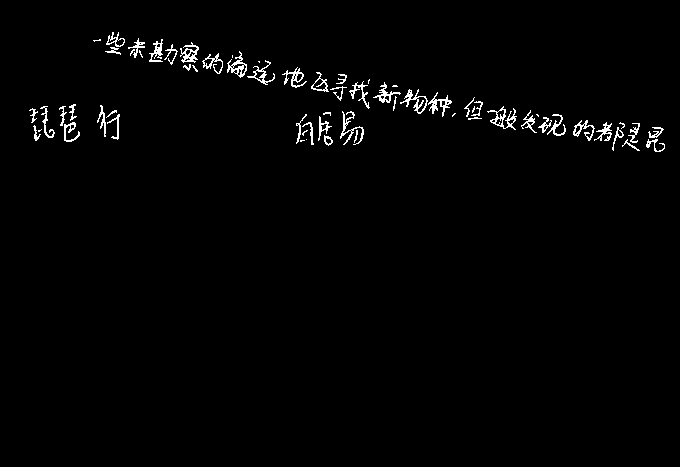 一些未勘察的偏远地区寻找新物种，但一般发现的都是昆
琵琶行 白居易